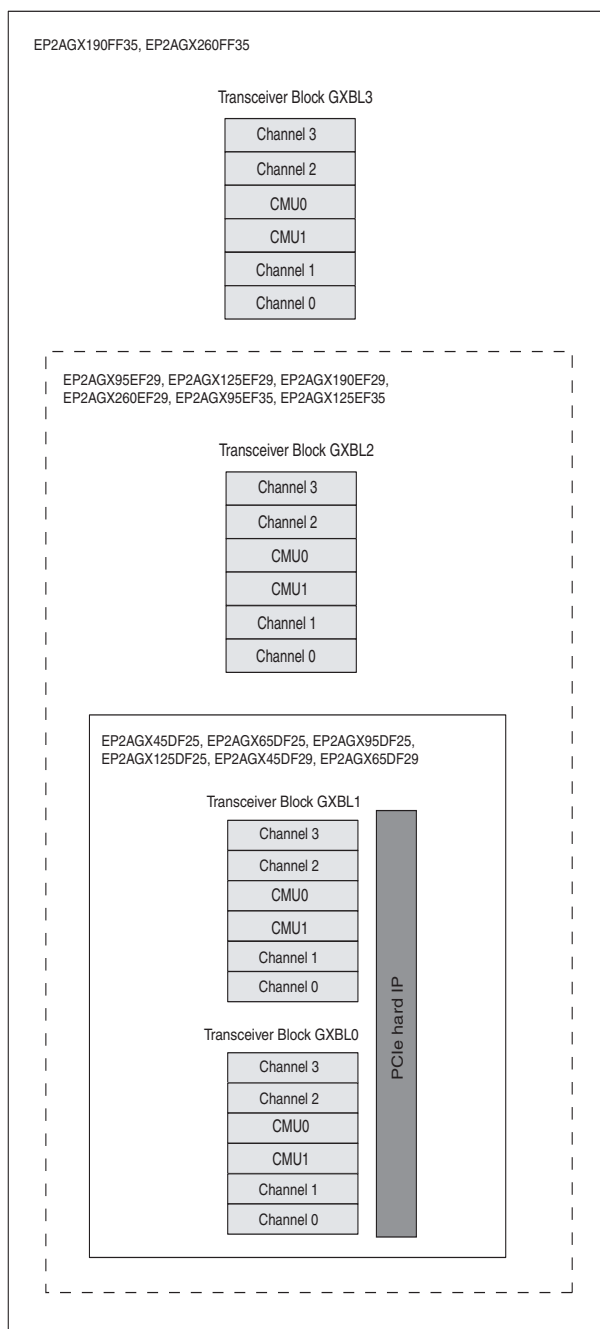 EP2AGX190FF35, EP2AGX260FF35
Transceiver Block GXBL3
Channel 3
Channel 2
CMU0
CMU1
Channel 1
Channel 0
EP2AGX95EF29, EP2AGX125EF29, EP2AGX190EF29,
EP2AGX260EF29, EP2AGX95EF35, EP2AGX125EF35
Transceiver Block GXBL2
Channel 3
Channel 2
CMU0
CMU1
Channel 1
Channel 0
EP2AGX45DF25, EP2AGX65DF25, EP2AGX95DF25,
EP2AGX125DF25, EP2AGX45DF29, EP2AGX65DF29
Transceiver Block GXBL1
Channel 3
Channel 2
CMU0
CMU1
Channel 1
Channel 0
PCIe hard IP
Transceiver Block GXBL0
Channel 3
Channel 2
CMU0
CMU1
Channel 1
Channel 0